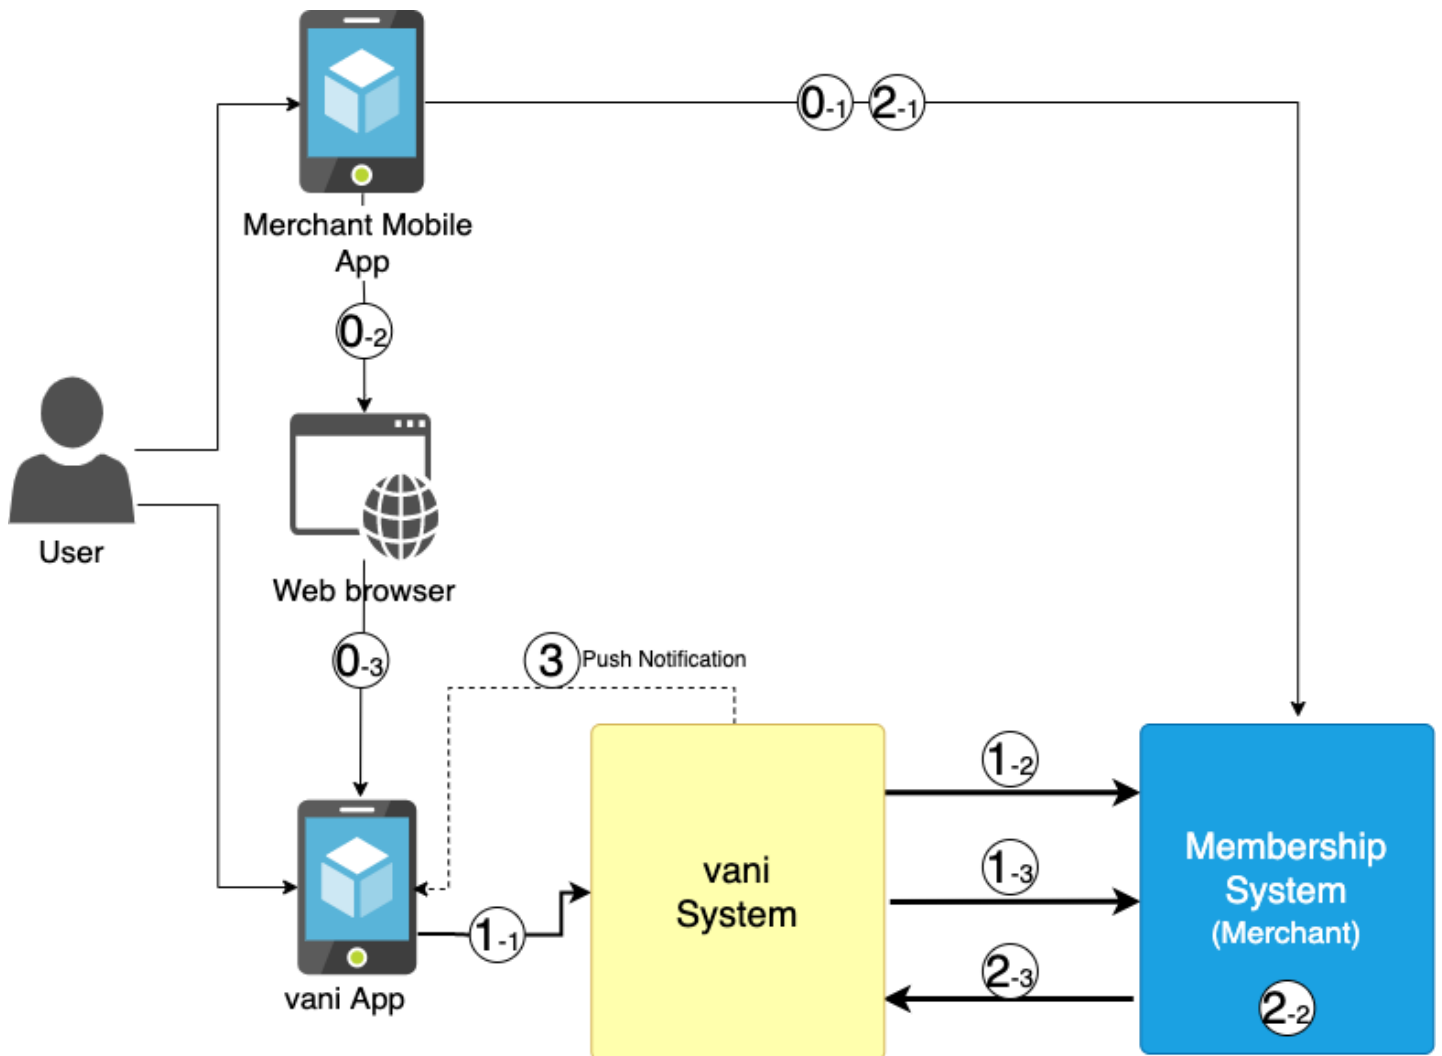 0-1
2-1
Merchant Mobile
App
0-2
User
Web browser
0-3
3 Push Notification
1-2
1-3
vani
System
Membership
System
(Merchant)
1-1
2-3
vani App
2-2